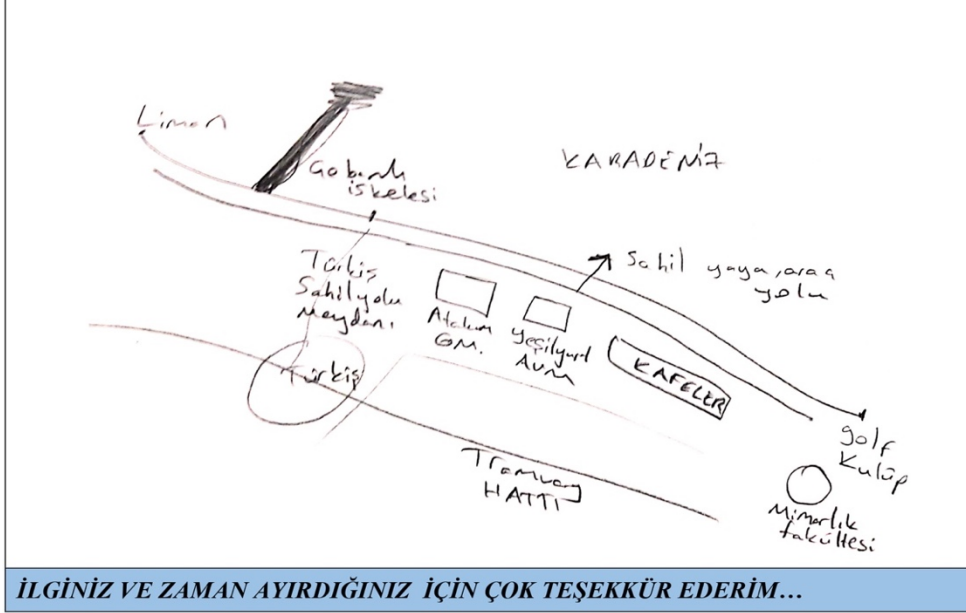 Liman
KARADENİZ
iskelesi
Sahil yaya, araç
yolu
Türkiş
Sahilyolu
Meydanı
Atakum
GM.
Yeşilyurt
AVM
KAFELER
Türkiş
golf
Kulüp
Tramvay
HATTI
Mimarlık
fakültesi
İLGİNİZ VE ZAMAN AYIRDIĞINIZ İÇİN ÇOK TEŞEKKÜR EDERİM…